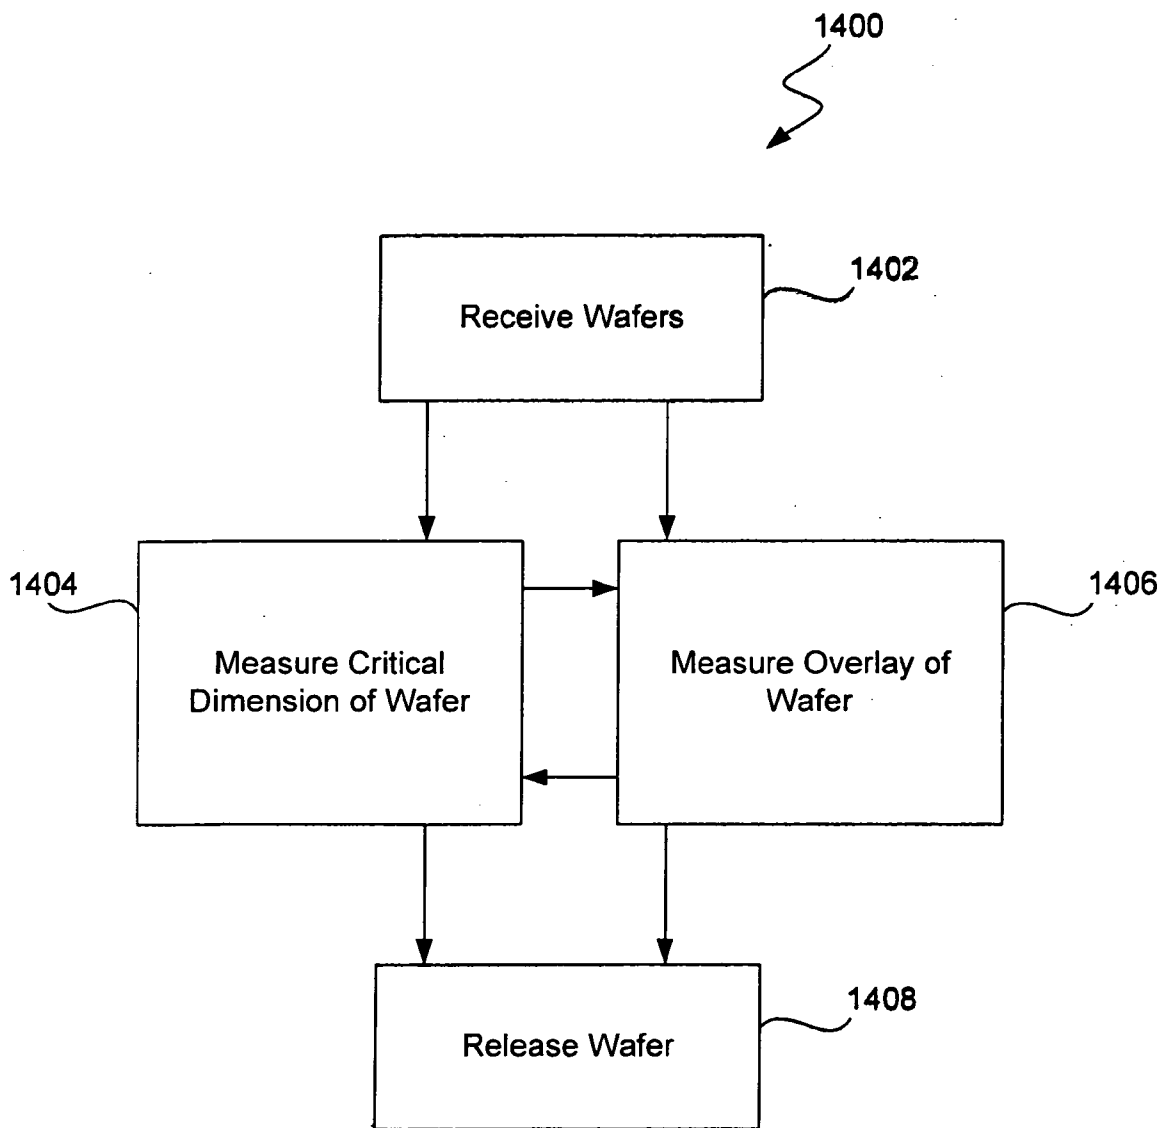 1400
Receive Wafers
1402
1404
Measure Critical
Dimension of Wafer
Measure Overlay of
Wafer
1406
Release Wafer
1408